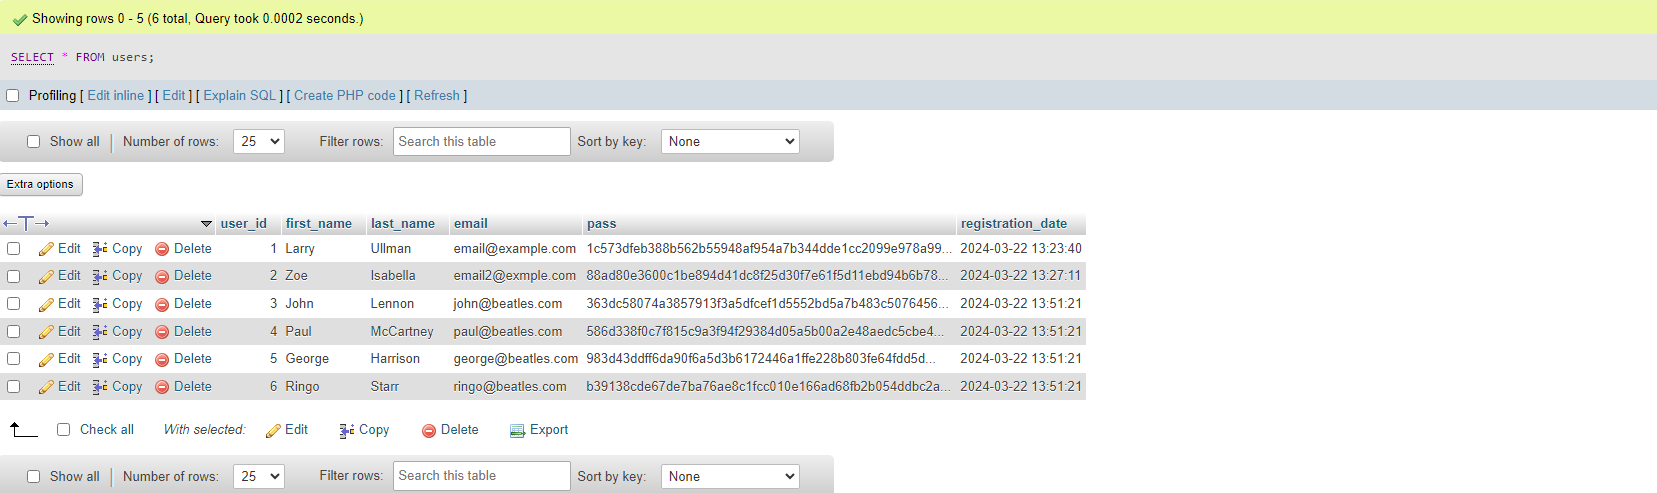 Showing rows 0 - 5 (6 total, Query took 0.0002 seconds.)
SELECT * FROM users;
Profiling [ Edit inline ] [ Edit ] [ Explain SQL ] [ Create PHP code ] [ Refresh ]
Show all Number of rows: 25 Filter rows: Search this table Sort by key: None
Extra options
user_id first_name last_name email pass registration_date
Edit Copy Delete 1 Larry Ullman email@example.com 1c573dfeb388b562b55948af954a7b344dde1cc2099e978a99... 2024-03-22 13:23:40
Edit Copy Delete 2 Zoe Isabella email2@exmple.com 88ad80e3600c1be894d41dc8f25d30f7e61f5d11ebd94b6b78... 2024-03-22 13:27:11
Edit Copy Delete 3 John Lennon john@beatles.com 363dc58074a3857913f3a5dfcef1d5552bd5a7b483c5076456... 2024-03-22 13:51:21
Edit Copy Delete 4 Paul McCartney paul@beatles.com 586d338f0c7f815c9a3f94f29384d05a5b00a2e48aedc5cbe4... 2024-03-22 13:51:21
Edit Copy Delete 5 George Harrison george@beatles.com 983d43ddff6da90f6a5d3b6172446a1ffe228b803fe64fdd5d... 2024-03-22 13:51:21
Edit Copy Delete 6 Ringo Starr ringo@beatles.com b39138cde67de7ba76ae8c1fcc010e166ad68fb2b054ddbc2a... 2024-03-22 13:51:21
Check all With selected: Edit Copy Delete Export
Show all Number of rows: 25 Filter rows: Search this table Sort by key: None